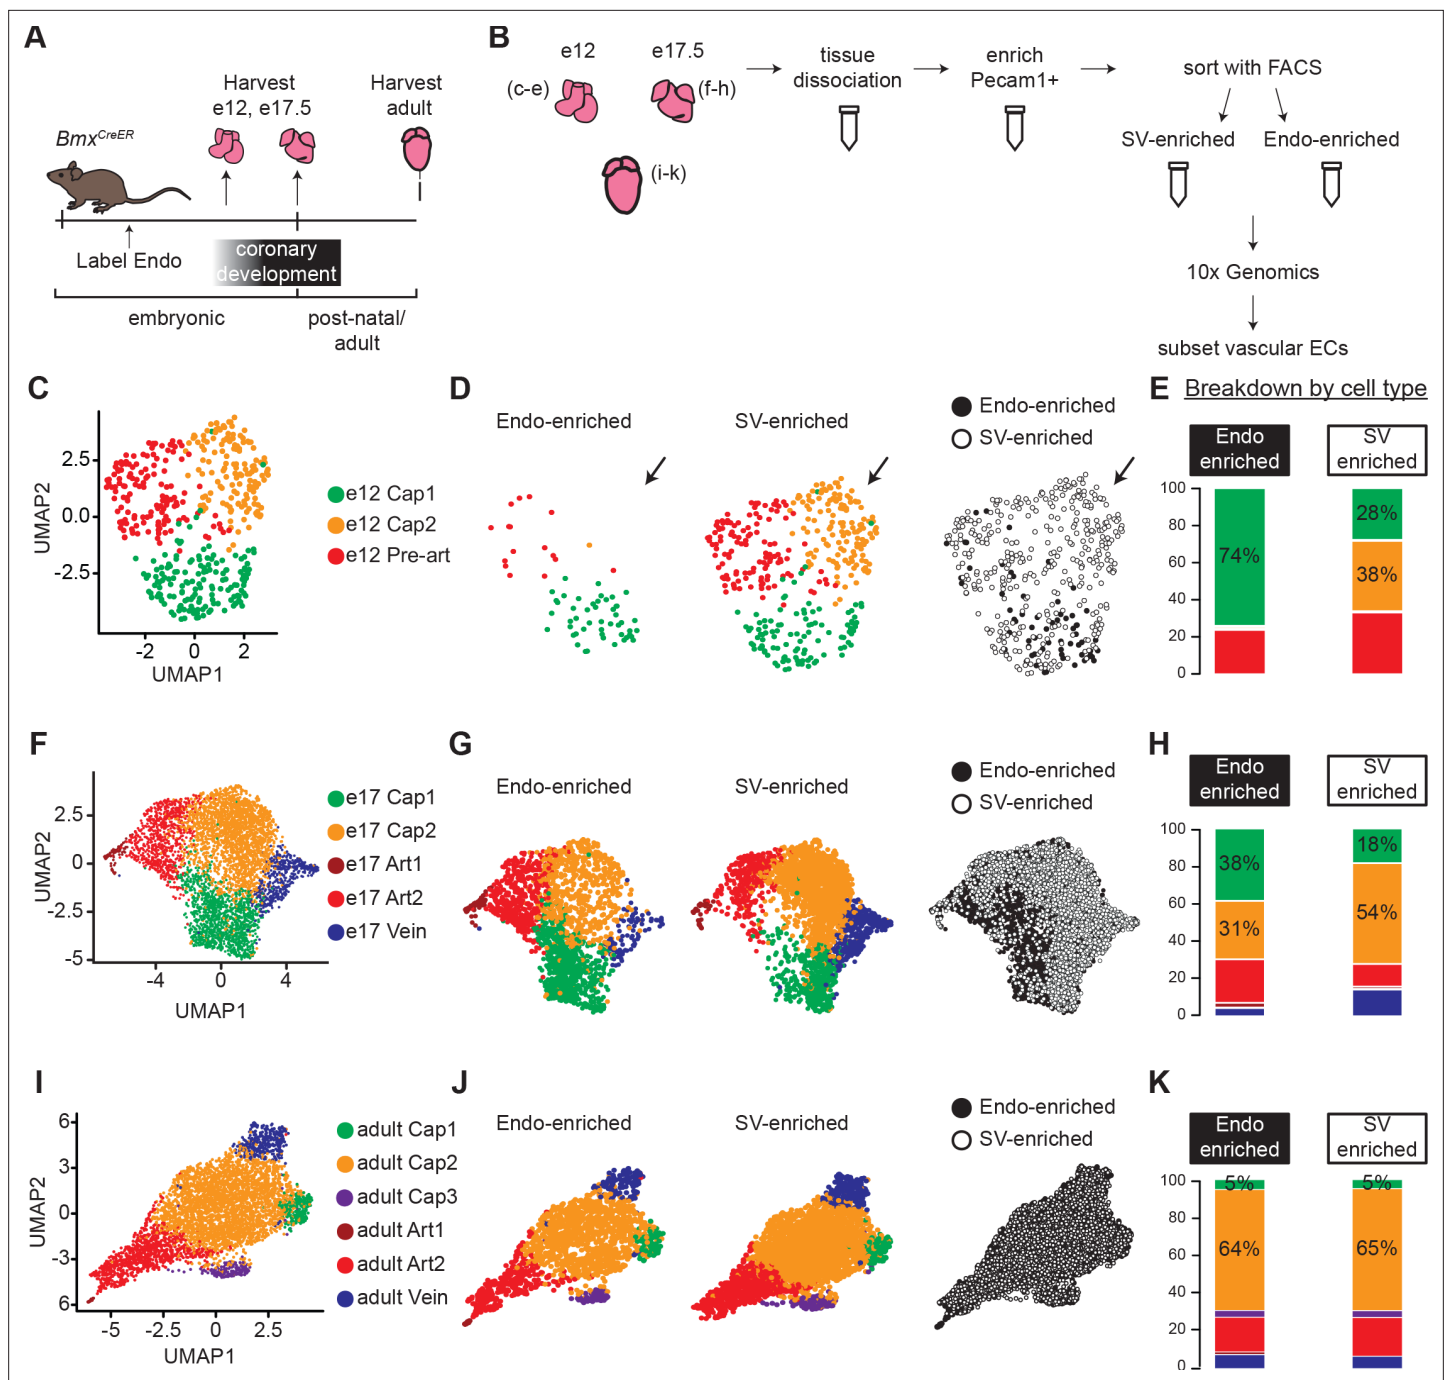 A
Harvest
e12, e17.5
Harvest
adult
Bmx^CreER
Label Endo
coronary
development
embryonic
post-natal/
adult
B
e12
e17.5
(c-e)
(f-h)
(i-k)
tissue
dissociation
enrich
Pecam1+
sort with FACS
SV-enriched
Endo-enriched
10x Genomics
subset vascular ECs
C
UMAP2
2.5
0.0
-2.5
-2
0
2
UMAP1
e12 Cap1
e12 Cap2
e12 Pre-art
D
Endo-enriched
SV-enriched
Endo-enriched
SV-enriched
E
Breakdown by cell type
Endo
enriched
SV
enriched
100
80
60
40
20
0
74%
28%
38%
F
UMAP2
2.5
0
-2.5
-5
-4
0
4
UMAP1
e17 Cap1
e17 Cap2
e17 Art1
e17 Art2
e17 Vein
G
Endo-enriched
SV-enriched
Endo-enriched
SV-enriched
H
Endo
enriched
SV
enriched
100
80
60
40
20
0
38%
31%
18%
54%
I
UMAP2
6
3
0
-3
6
-5
-2.5
0
2.5
UMAP1
adult Cap1
adult Cap2
adult Cap3
adult Art1
adult Art2
adult Vein
J
Endo-enriched
SV-enriched
Endo-enriched
SV-enriched
K
Endo
enriched
SV
enriched
100
80
60
40
20
0
5%
64%
5%
65%